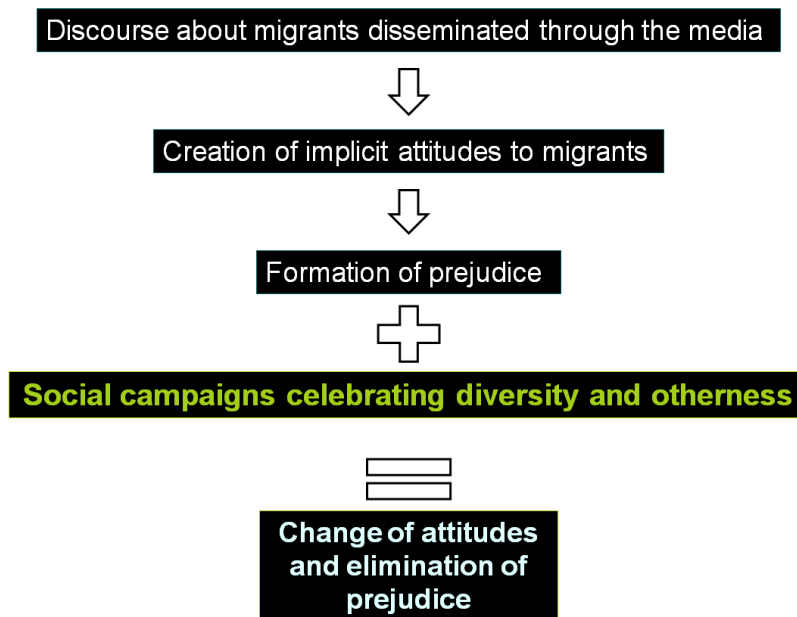 Discourse about migrants disseminated through the media
Creation of implicit attitudes to migrants
Formation of prejudice
Social campaigns celebrating diversity and otherness
Change of attitudes
and elimination of
prejudice